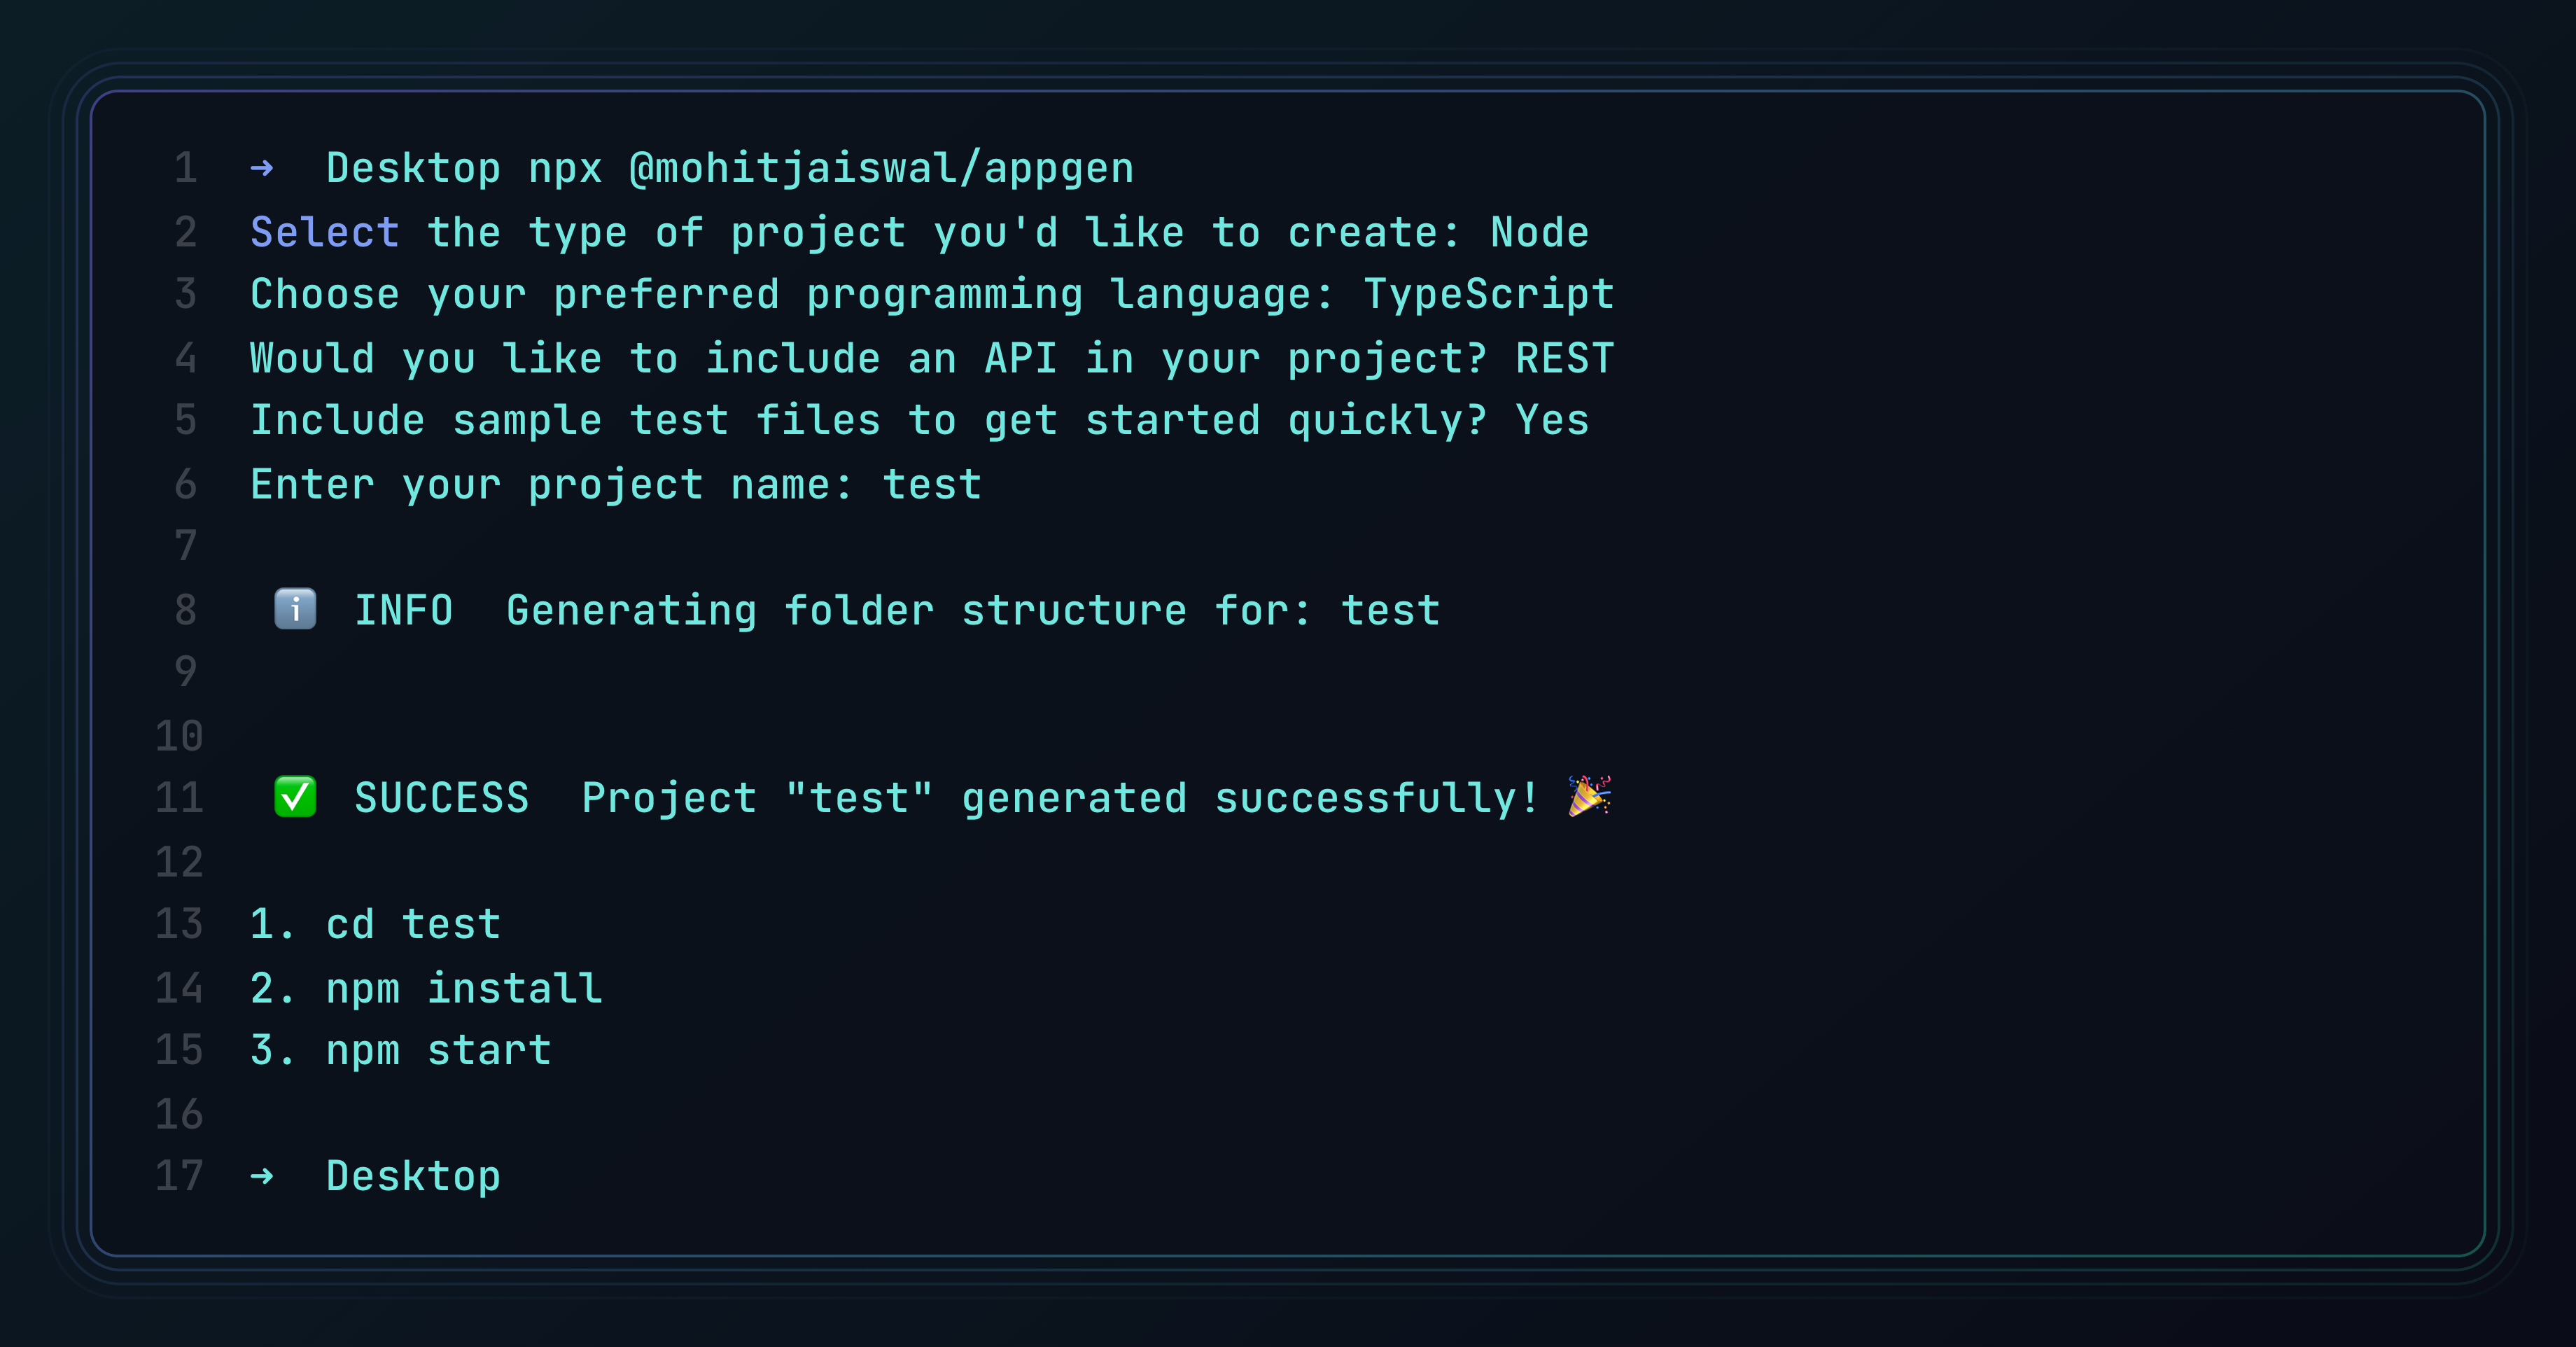 1 ➜  Desktop npx @mohitjaiswal/appgen
2 Select the type of project you'd like to create: Node
3 Choose your preferred programming language: TypeScript
4 Would you like to include an API in your project? REST
5 Include sample test files to get started quickly? Yes
6 Enter your project name: test
7
8 ℹ️ INFO  Generating folder structure for: test
9
10
11 ✅ SUCCESS  Project "test" generated successfully! 🎉
12
13 1. cd test
14 2. npm install
15 3. npm start
16
17 ➜  Desktop